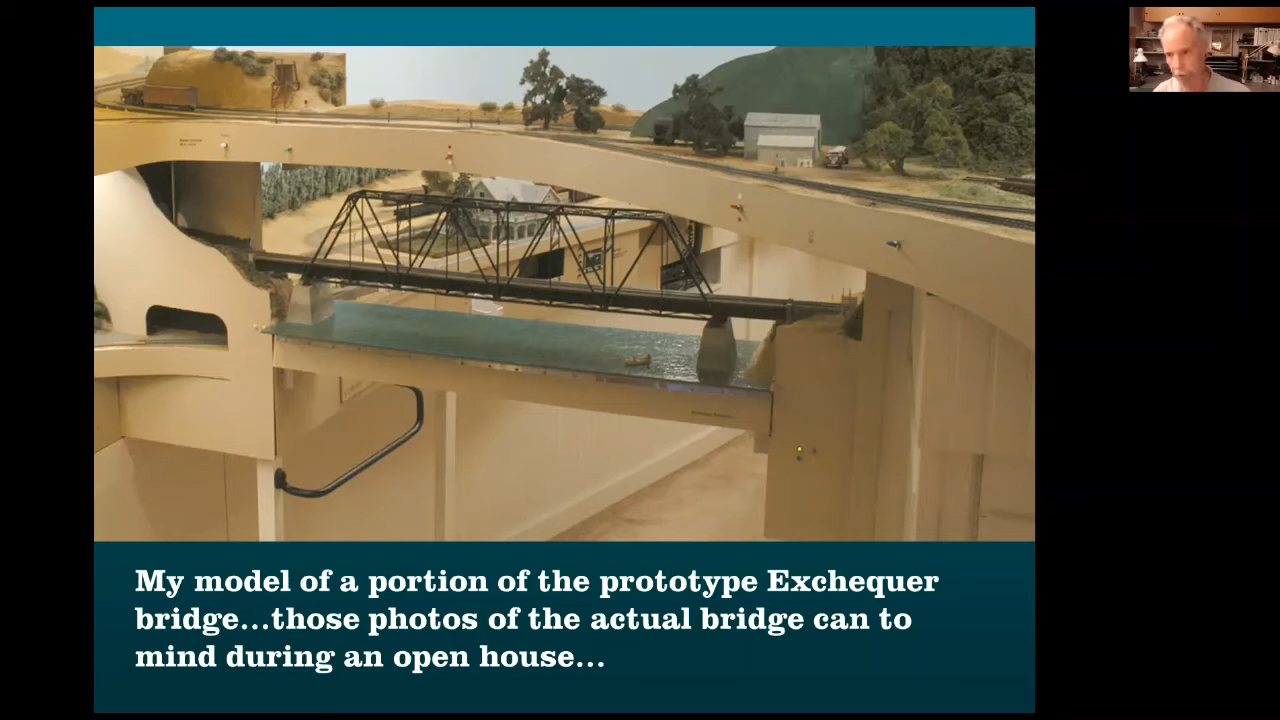 My model of a portion of the prototype Exchequer
bridge...those photos of the actual bridge can to
mind during an open house...